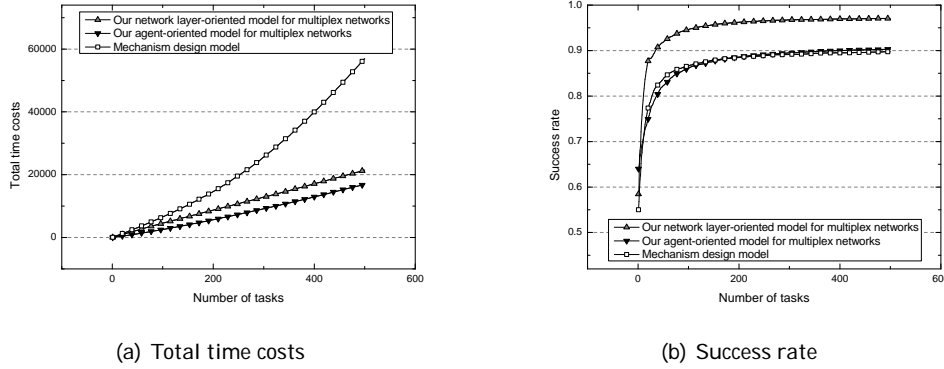 Our network layer-oriented model for multiplex networks
Our agent-oriented model for multiplex networks
Mechanism design model
60000
40000
20000
0
Total time costs
0
200
400
600
Number of tasks
(a) Total time costs
1.0
0.9
0.8
0.7
0.6
0.5
Success rate
Our network layer-oriented model for multiplex networks
Our agent-oriented model for multiplex networks
Mechanism design model
0
200
400
60
Number of tasks
(b) Success rate